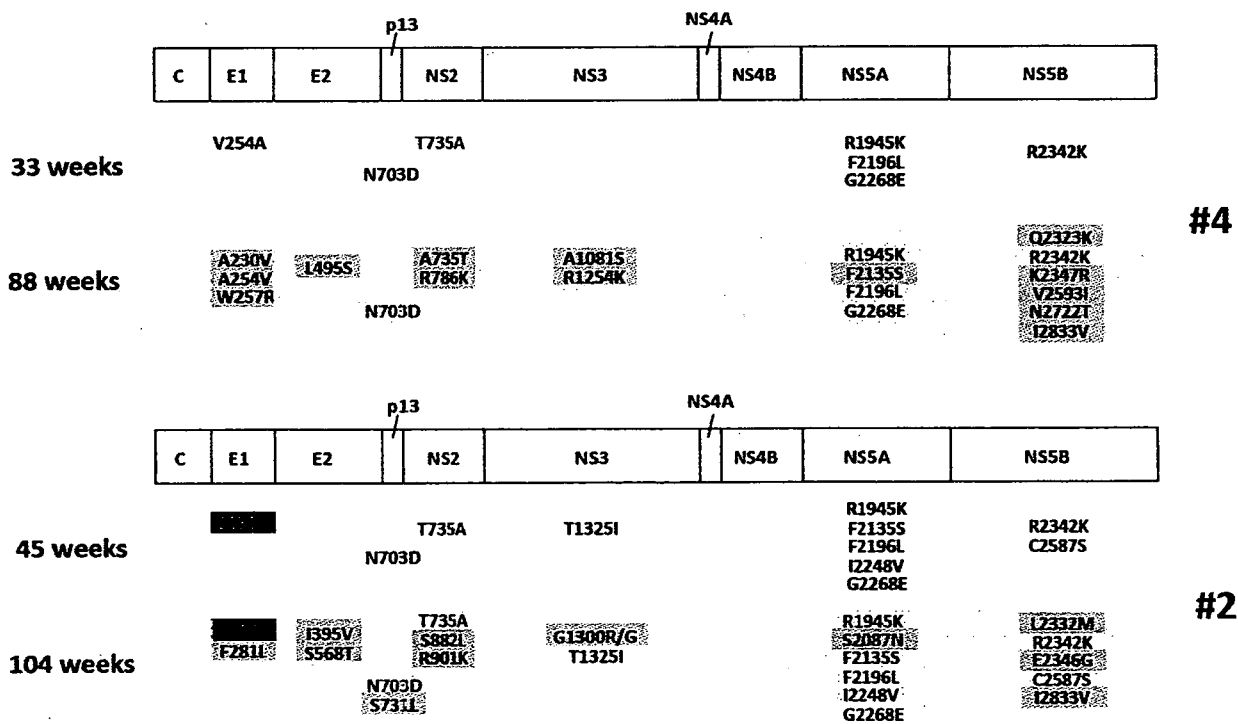 p13
NS4A
C E1 E2 NS2 NS3 NS4B NS5A NS5B
33 weeks
V254A
N703D
T735A
R1945K
F2196L
G2268E
R2342K
#4
88 weeks
A230V
A254V
W257R
L495S
N703D
A735T
R786K
A1081S
R1254K
R1945K
F2135S
F2196L
G2268E
Q2323K
R2342K
K2347R
V2593I
N2722T
I2833V
p13
NS4A
C E1 E2 NS2 NS3 NS4B NS5A NS5B
45 weeks
N703D
T735A
T1325I
R1945K
F2135S
F2196L
I2248V
G2268E
R2342K
C2587S
#2
104 weeks
F281L
I395V
S568T
N703D
S731L
T735A
S882L
R901K
G1300R/G
T1325I
R1945K
S2087N
F2135S
F2196L
I2248V
G2268E
L2332M
R2342K
E2346G
C2587S
I2833V